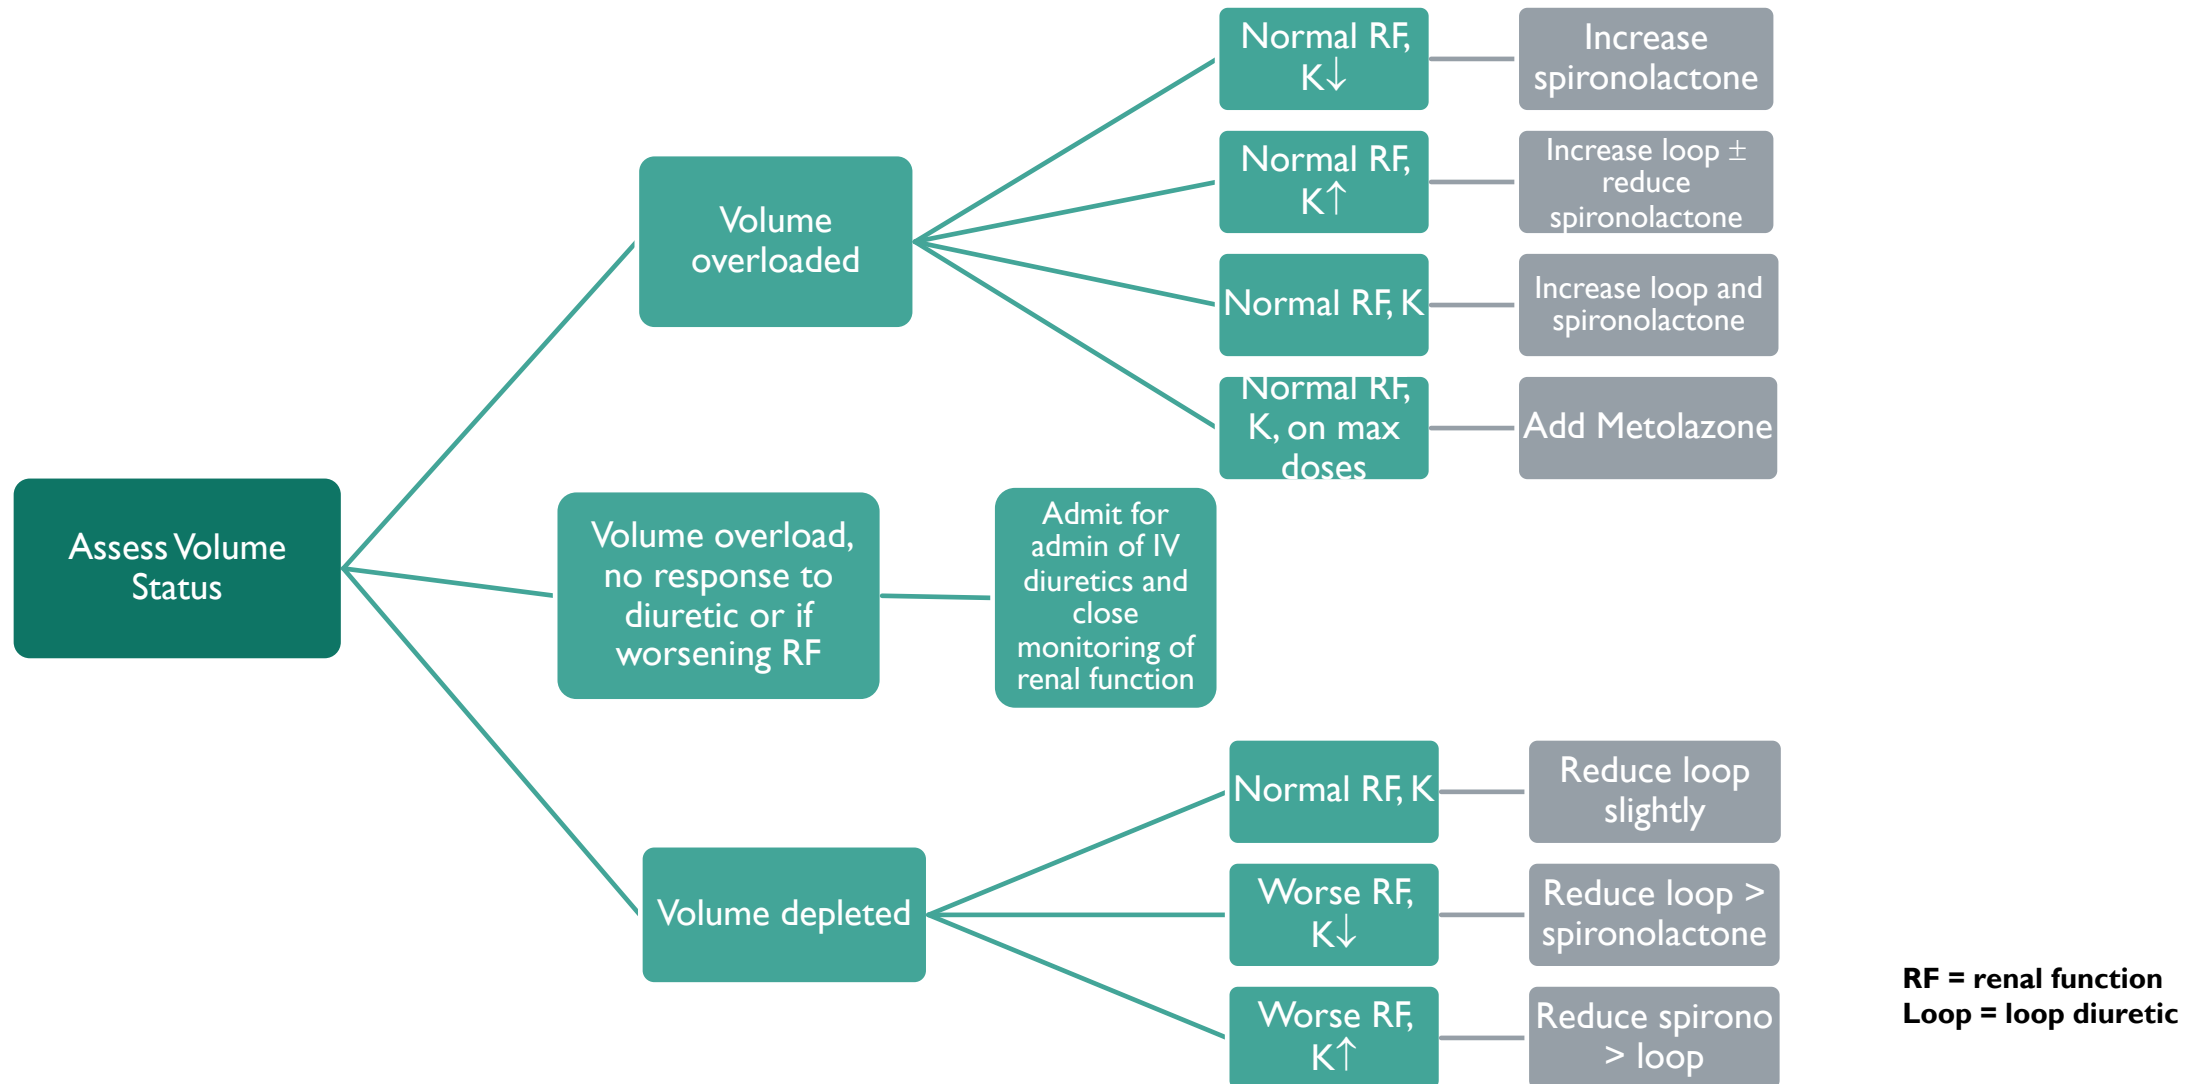 Assess Volume
Status
Volume
overloaded
Normal RF,
K↓
Increase
spironolactone
Normal RF,
K↑
Increase loop ±
reduce
spironolactone
Normal RF, K
Increase loop and
spironolactone
Normal RF,
K, on max
doses
Add Metolazone
Volume overload,
no response to
diuretic or if
worsening RF
Admit for
admin of IV
diuretics and
close
monitoring of
renal function
Volume depleted
Normal RF, K
Reduce loop
slightly
Worse RF,
K↓
Reduce loop >
spironolactone
Worse RF,
K↑
Reduce spirono
> loop
RF = renal function
Loop = loop diuretic